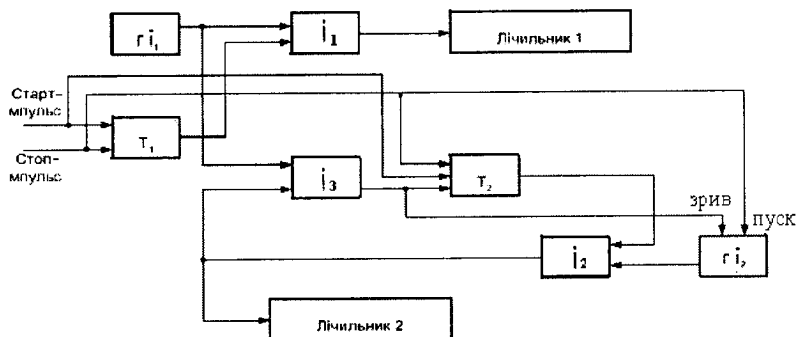 гі₁
і₁
Лічильник 1
Старт-
мпульс
Т₁
Стоп-
мпульс
і₃
Т₂
зрив
пуск
і₂
гі₂
Лічильник 2